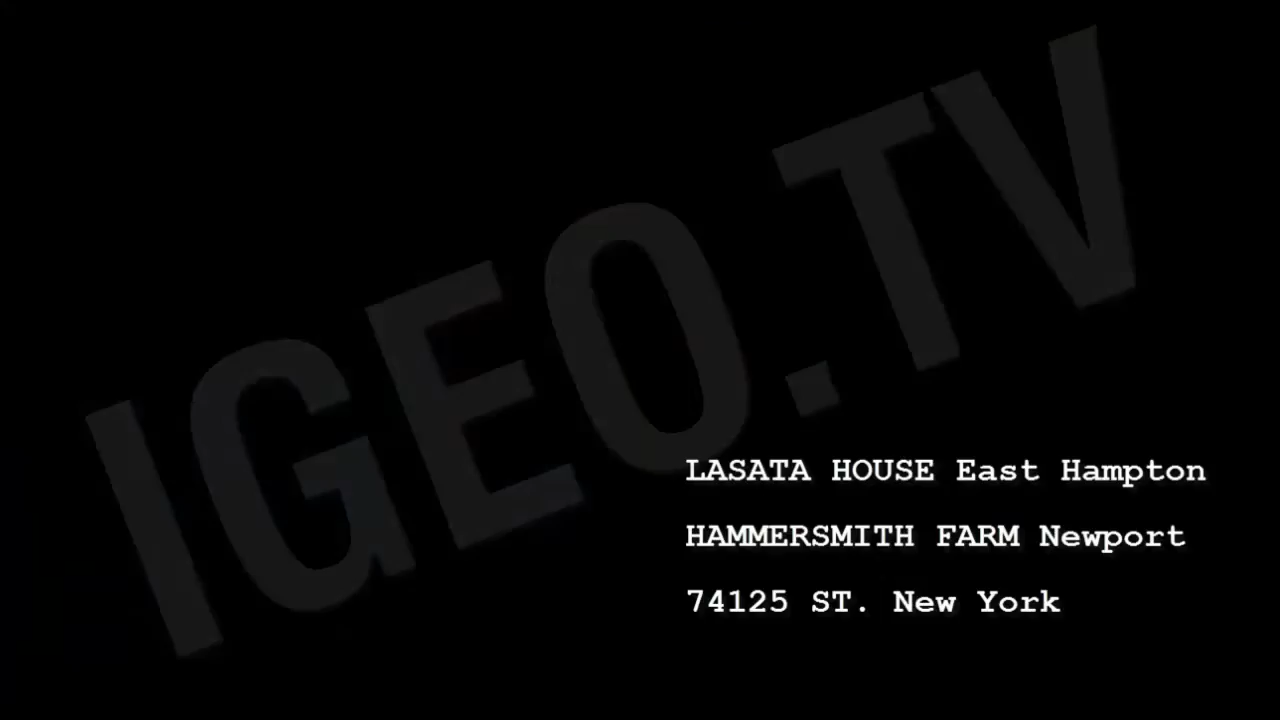 IGEO.TV
LASATA HOUSE East Hampton
HAMMERSMITH FARM Newport
74125 ST. New York